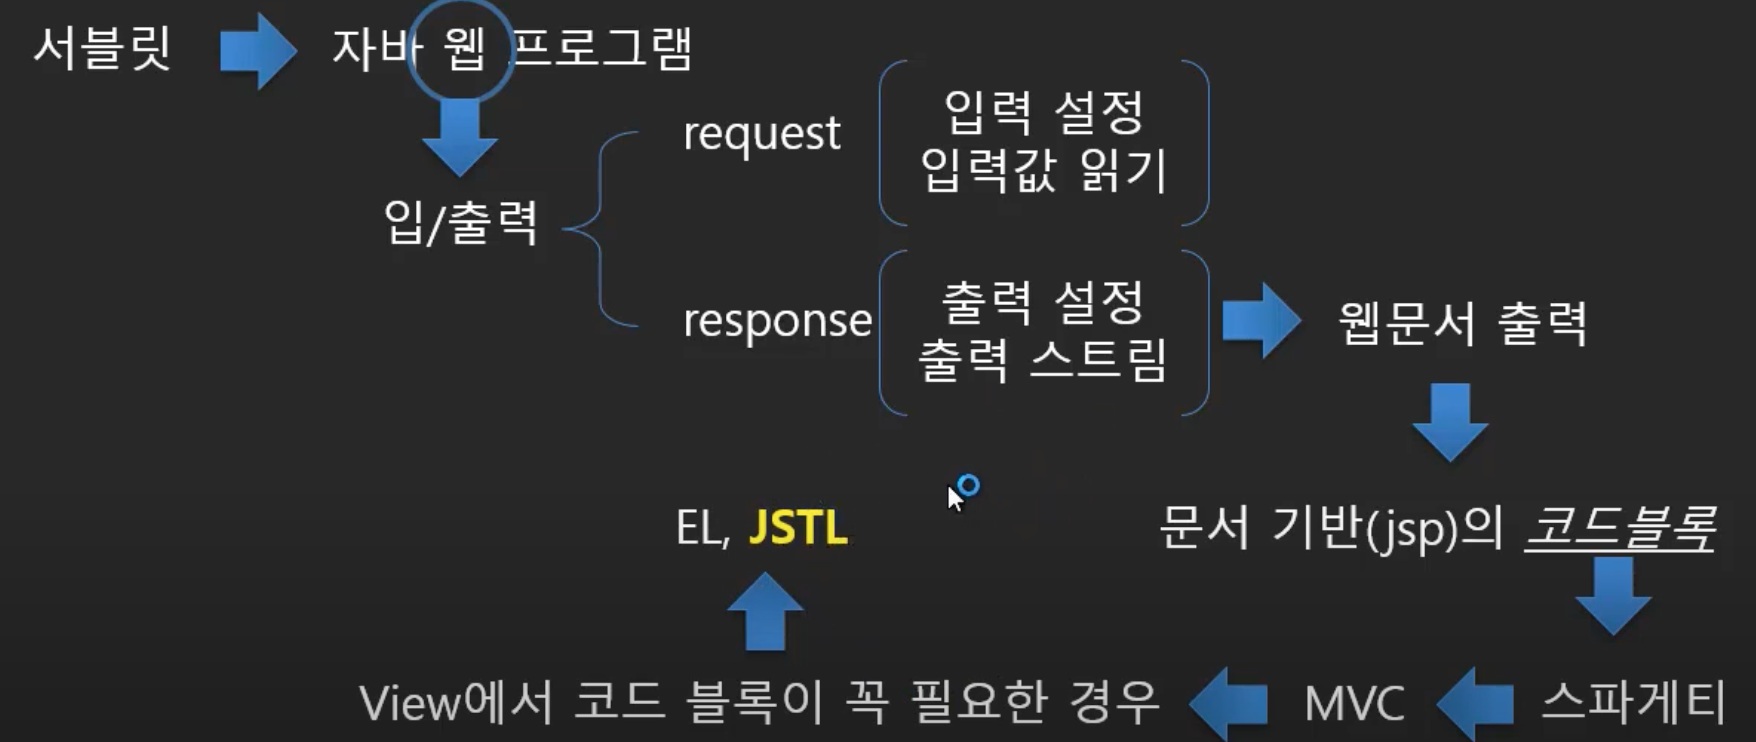 서블릿
자바 웹 프로그램
request
입력 설정
입력값 읽기
입/출력
response
출력 설정
출력 스트림
웹문서 출력
문서 기반(jsp)의 코드블록
스파게티
MVC
View에서 코드 블록이 꼭 필요한 경우
EL, JSTL